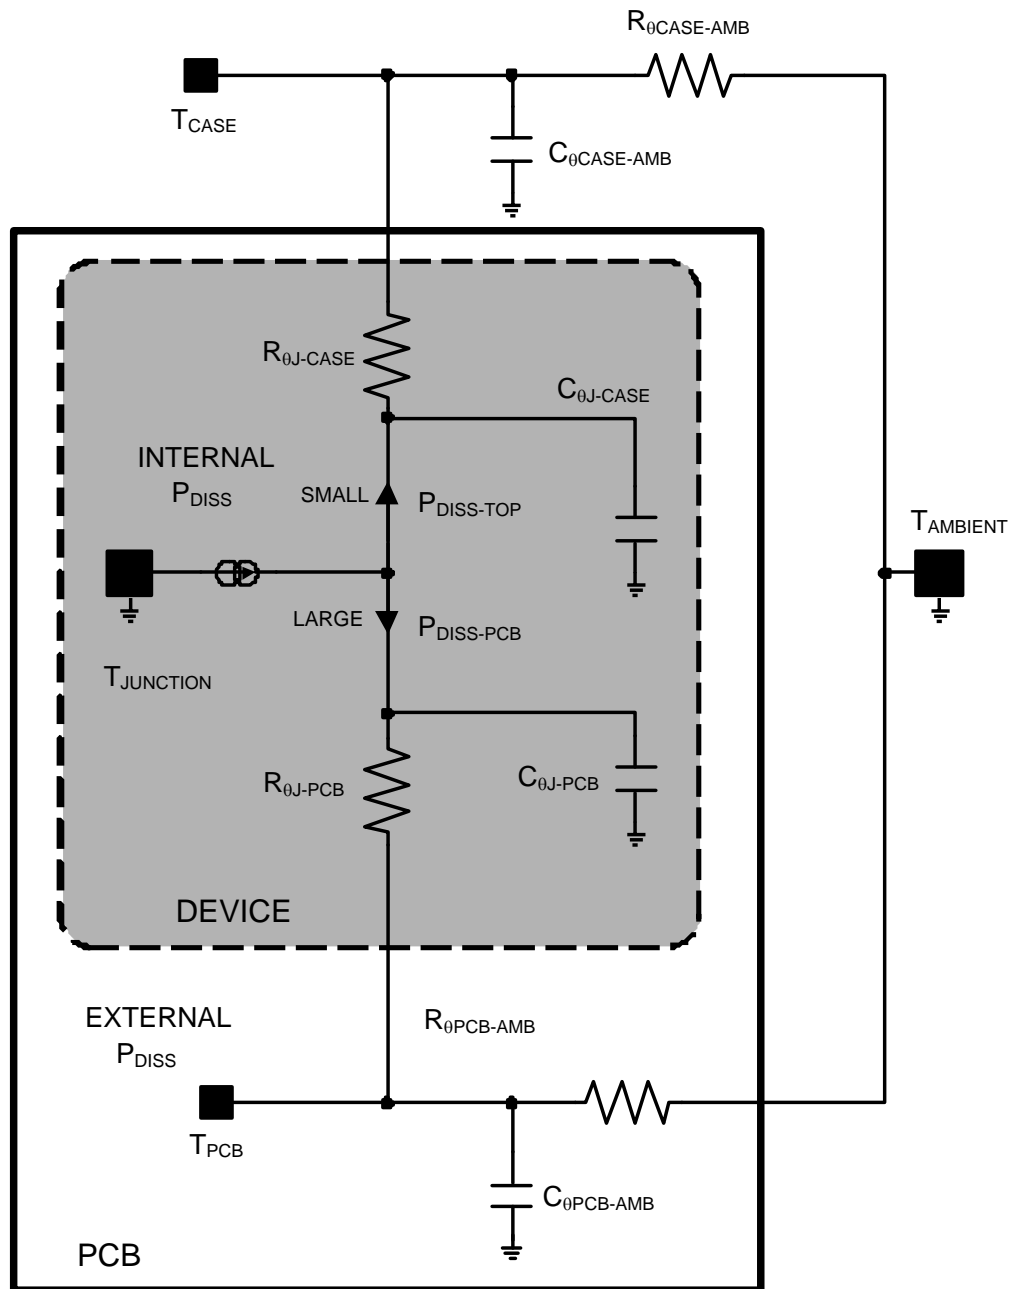 RθCASE-AMB
TCASE
CθCASE-AMB
RθJ-CASE
CθJ-CASE
INTERNAL
PDISS
SMALL
PDISS-TOP
TAMBIENT
LARGE
PDISS-PCB
TJUNCTION
RθJ-PCB
CθJ-PCB
DEVICE
EXTERNAL
PDISS
RθPCB-AMB
TPCB
CθPCB-AMB
PCB